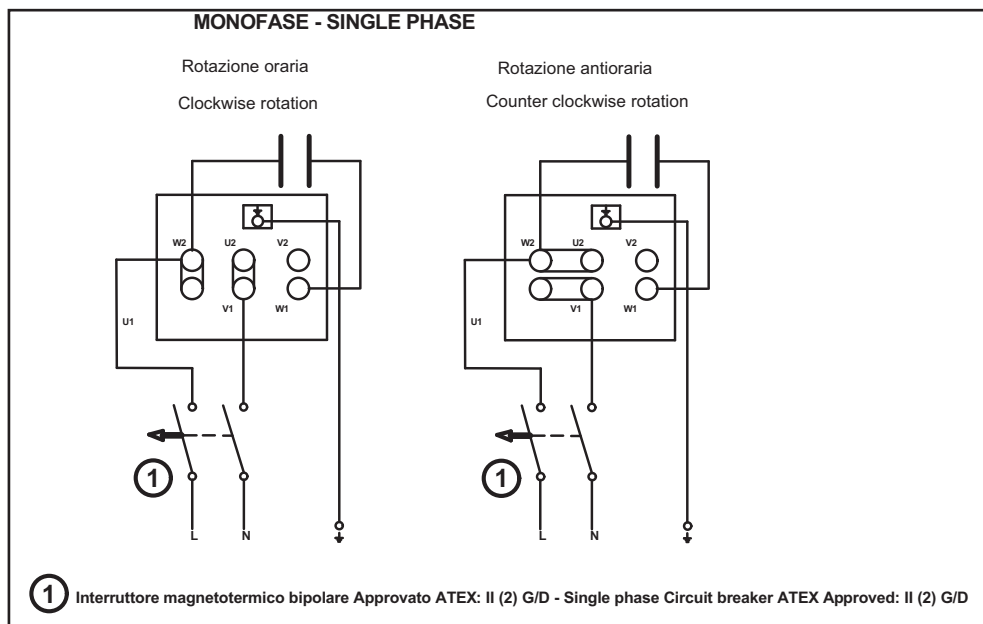 MONOFASE - SINGLE PHASE
Rotazione oraria
Clockwise rotation
Rotazione antioraria
Counter clockwise rotation
W2 U2 V2
U1 V1 W1
1
L N
W2 U2 V2
U1 V1 W1
1
L N
1 Interruttore magnetotermico bipolare Approvato ATEX: II (2) G/D - Single phase Circuit breaker ATEX Approved: II (2) G/D